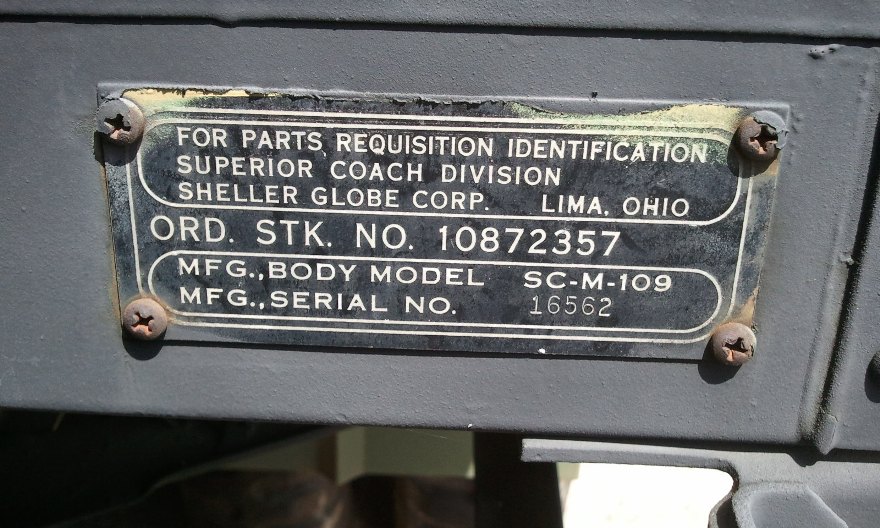 FOR PARTS REQUISITION IDENTIFICATION
SUPERIOR COACH DIVISION
SHELLER GLOBE CORP. LIMA, OHIO
ORD. STK. NO. 10872357
MFG., BODY MODEL SC-M-109
MFG., SERIAL NO. 16562